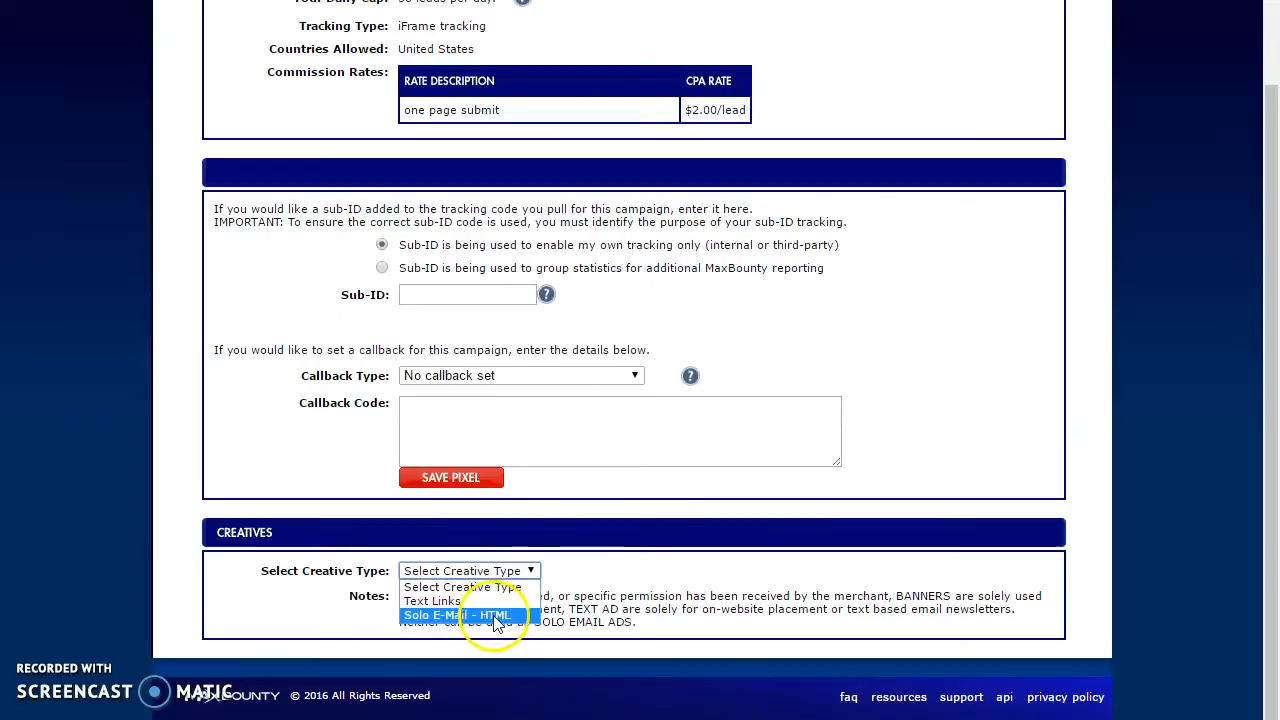 Your Daily Cap: 50 leads per day. ?
Tracking Type: iFrame tracking
Countries Allowed: United States
Commission Rates:
RATE DESCRIPTION CPA RATE
one page submit $2.00/lead
If you would like a sub-ID added to the tracking code you pull for this campaign, enter it here.
IMPORTANT: To ensure the correct sub-ID code is used, you must identify the purpose of your sub-ID tracking.
Sub-ID is being used to enable my own tracking only (internal or third-party)
Sub-ID is being used to group statistics for additional MaxBounty reporting
Sub-ID: ?
If you would like to set a callback for this campaign, enter the details below.
Callback Type: No callback set ?
Callback Code:
SAVE PIXEL
CREATIVES
Select Creative Type: Select Creative Type
Select Creative Type
Text Links
Solo E-Mail - HTML
Notes: or specific permission has been received by the merchant, BANNERS are solely used
TEXT AD are solely for on-website placement or text based email newsletters.
SOLO EMAIL ADS.
RECORDED WITH
SCREENCAST MATIC
© 2016 All Rights Reserved
faq resources support api privacy policy